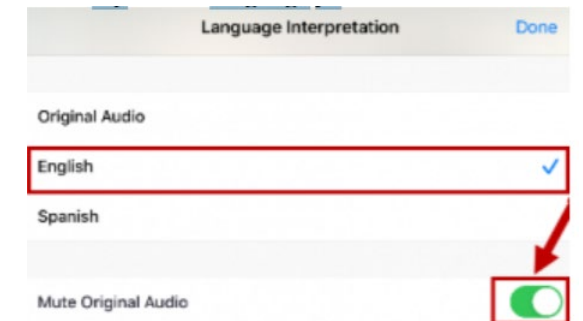 Language Interpretation Done
Original Audio
English
Spanish
Mute Original Audio